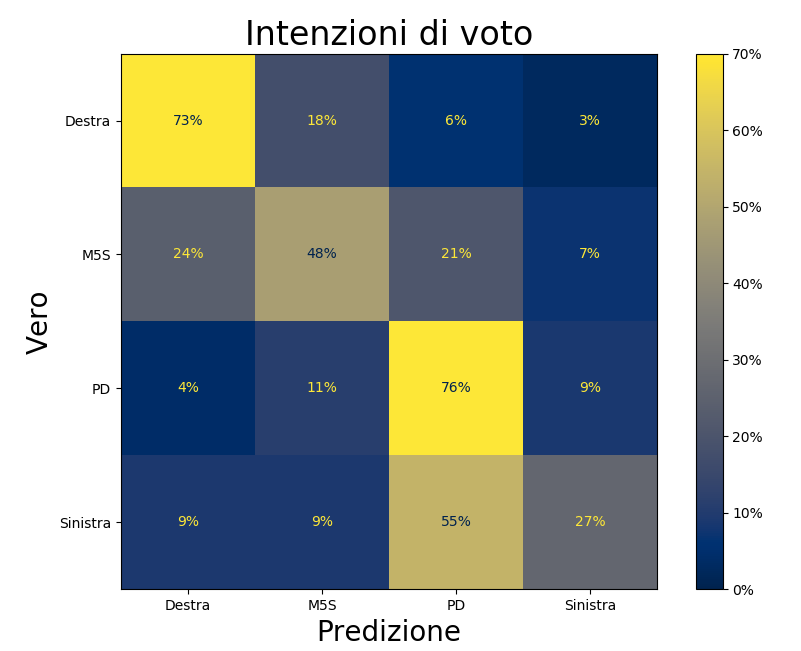 Intenzioni di voto
70%
Destra 73% 18% 6% 3%
60%
50%
M5S 24% 48% 21% 7%
40%
Vero
30%
PD 4% 11% 76% 9%
20%
Sinistra 9% 9% 55% 27%
10%
0%
Destra M5S PD Sinistra
Predizione